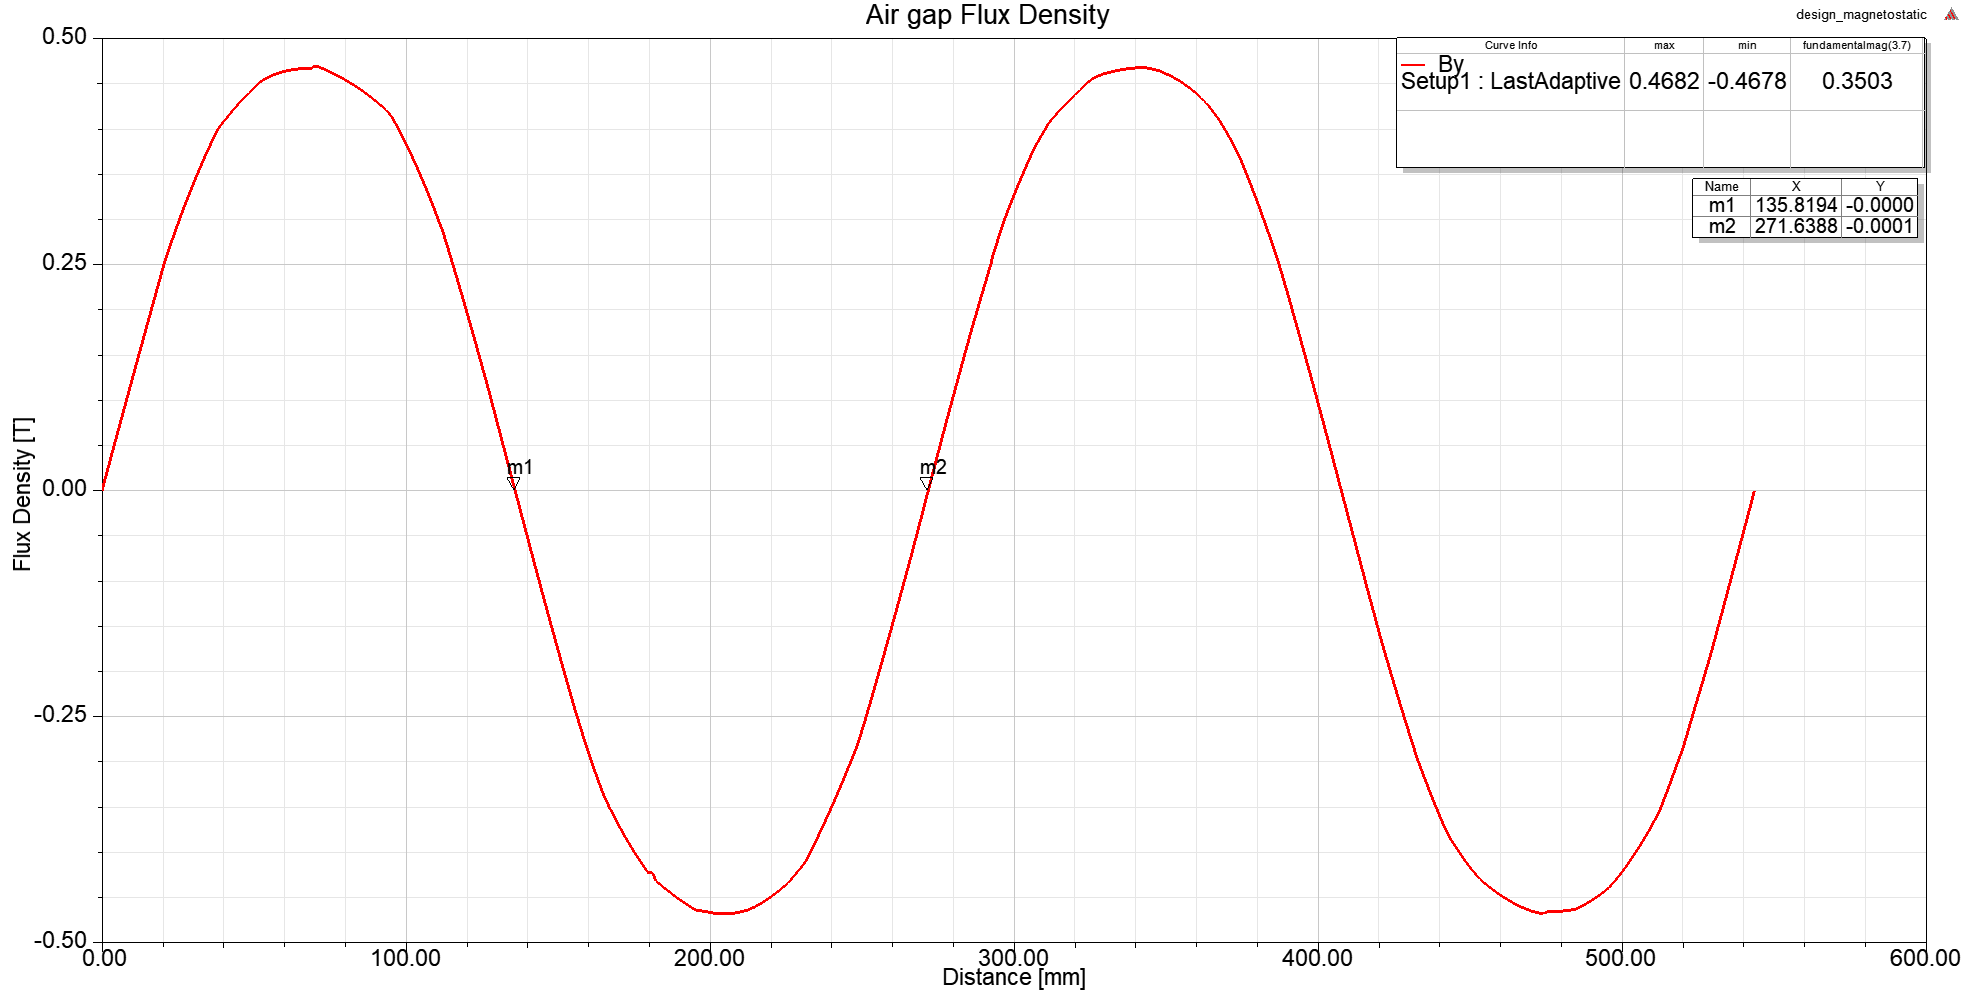 Air gap Flux Density
design_magnetostatic
Curve Info max min fundamentalmag(3.7)
By
Setup1 : LastAdaptive 0.4682 -0.4678 0.3503
Name X Y
m1 135.8194 -0.0000
m2 271.6388 -0.0001
0.50
0.25
0.00
-0.25
-0.50
Flux Density [T]
m1
m2
0.00 100.00 200.00 300.00 400.00 500.00 600.00
Distance [mm]